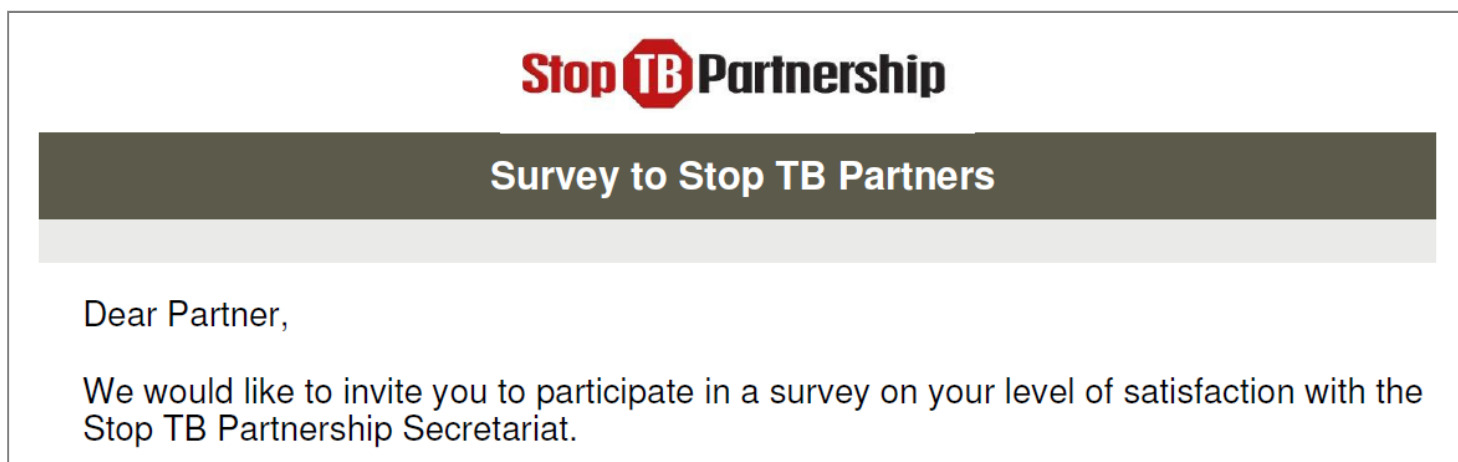 Stop TB Partnership
Survey to Stop TB Partners
Dear Partner,
We would like to invite you to participate in a survey on your level of satisfaction with the
Stop TB Partnership Secretariat.